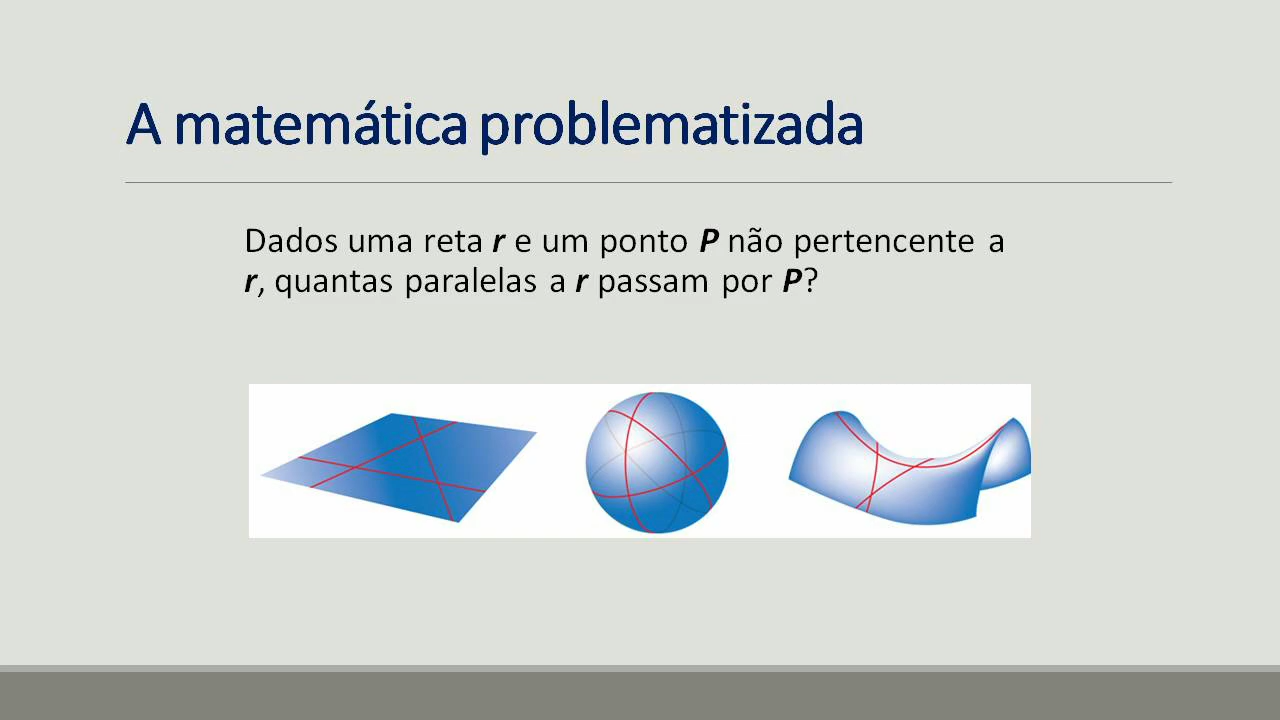 A matemática problematizada
Dados uma reta r e um ponto P não pertencente a
r, quantas paralelas a r passam por P?